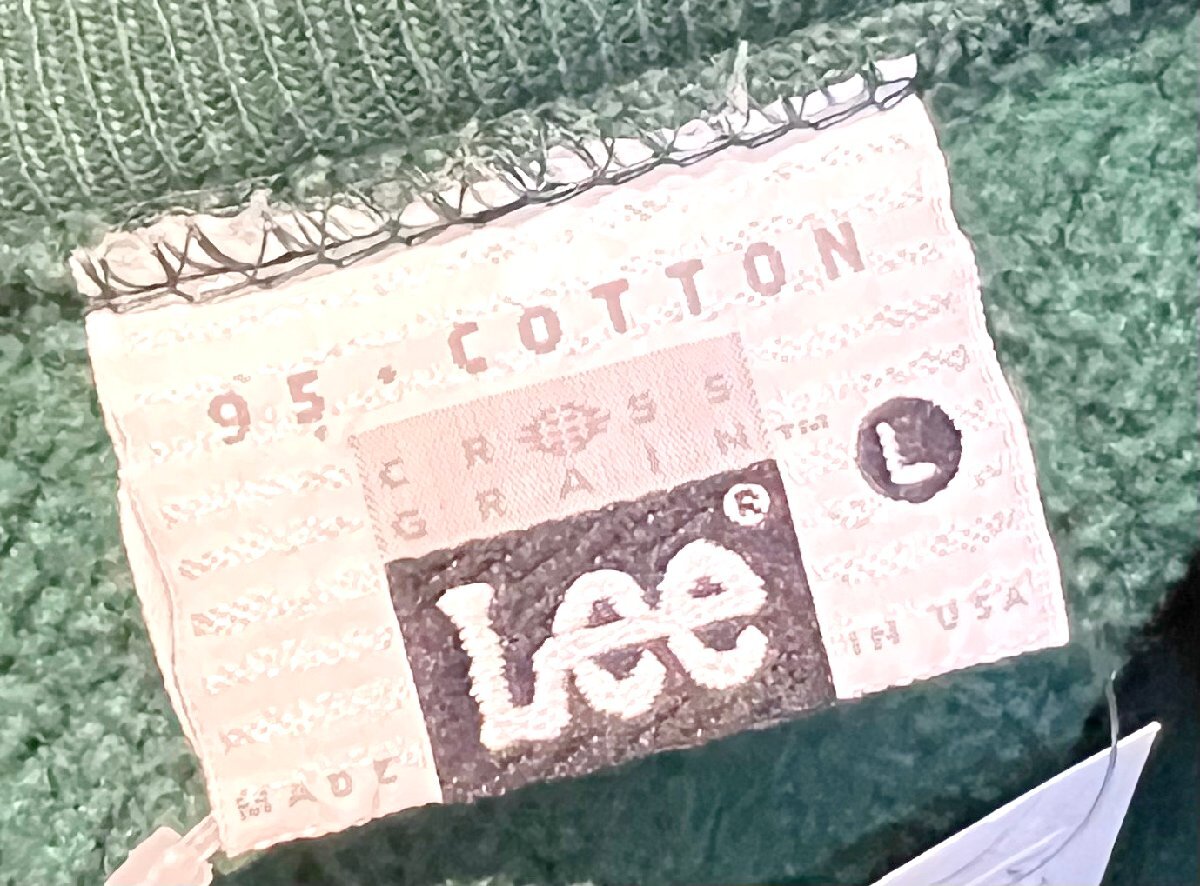 95 · COTTON
CROSS
GRAIN ™
L
Lee ®
MADE
IN USA